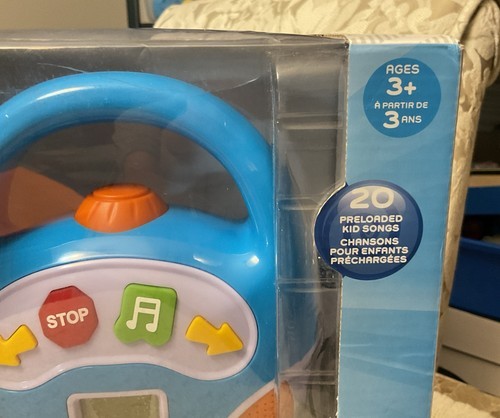 AGES
3+
À PARTIR DE
3 ANS
20
PRELOADED
KID SONGS
CHANSONS
POUR ENFANTS
PRÉCHARGÉES
STOP